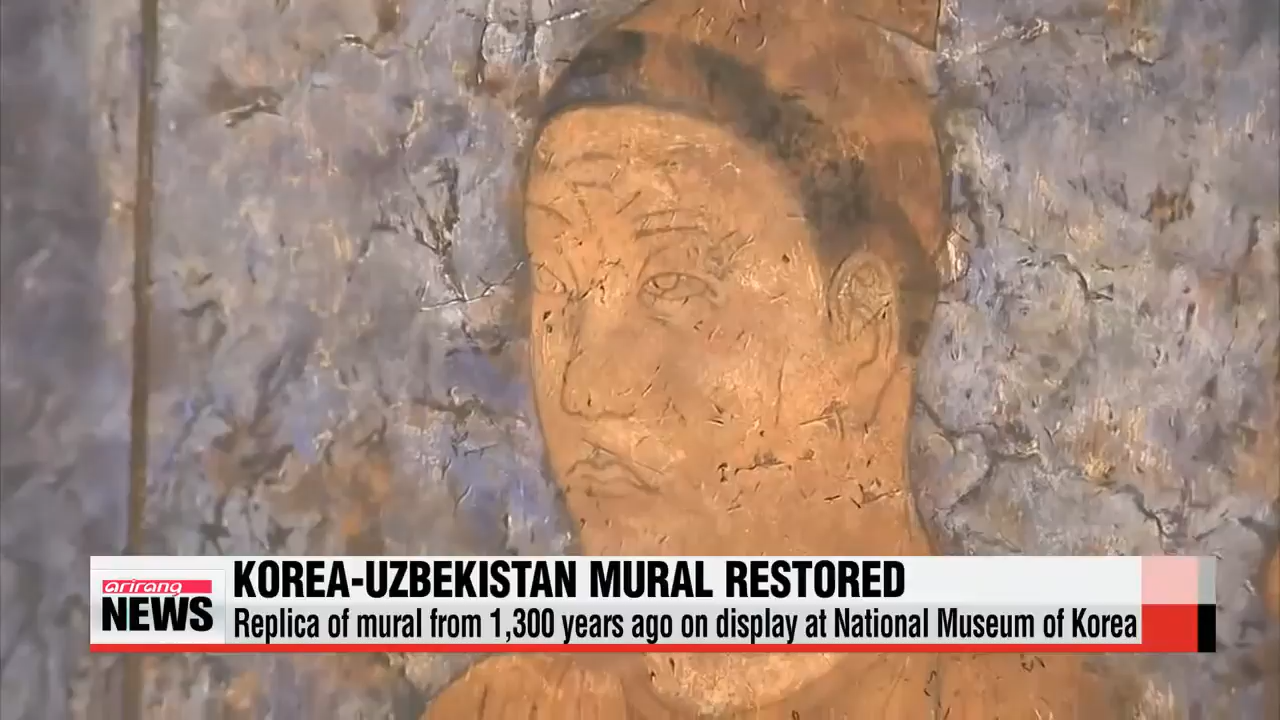 KOREA-UZBEKISTAN MURAL RESTORED
arirang
NEWS
Replica of mural from 1,300 years ago on display at National Museum of Korea